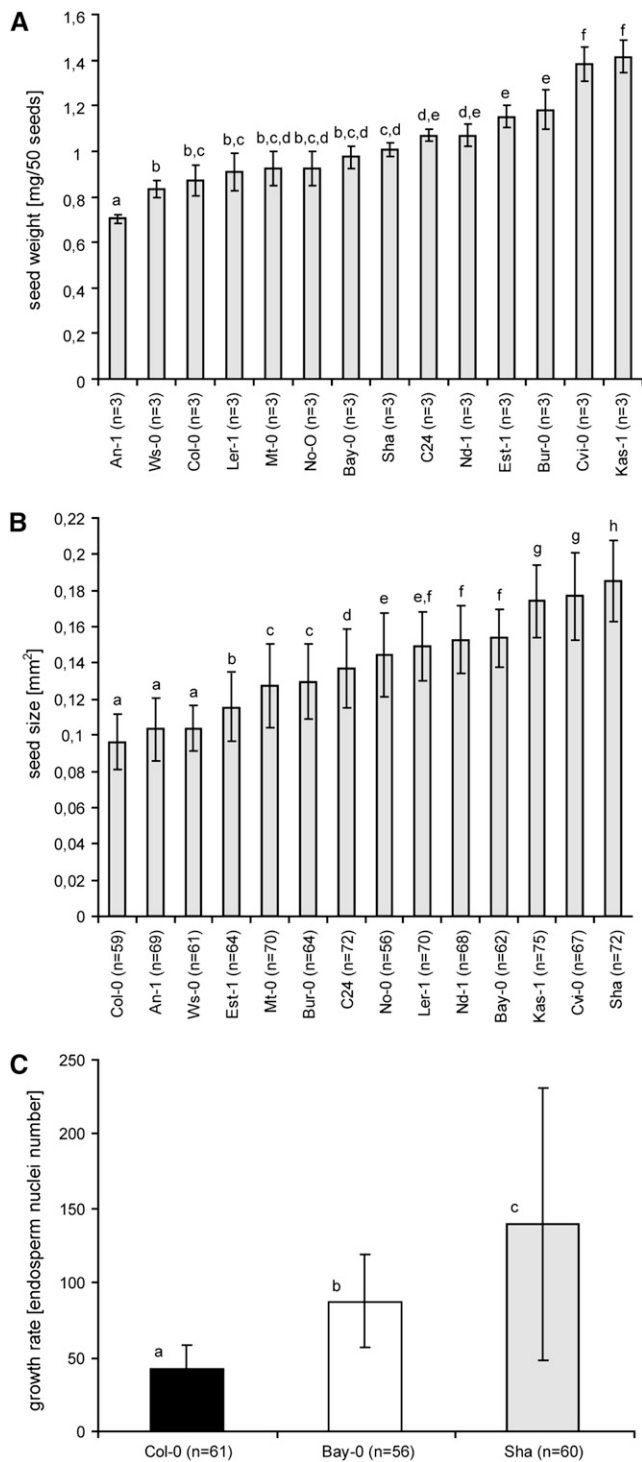 A
seed weight [mg/50 seeds]
1,6
1,4
1,2
1
0,8
0,6
0,4
0,2
0
a
b
b,c
b,c
b,c,d
b,c,d
b,c,d
c,d
d,e
d,e
e
e
f
f
An-1 (n=3)
Ws-0 (n=3)
Col-0 (n=3)
Ler-1 (n=3)
Mt-0 (n=3)
No-O (n=3)
Bay-0 (n=3)
Sha (n=3)
C24 (n=3)
Nd-1 (n=3)
Est-1 (n=3)
Bur-0 (n=3)
Cvi-0 (n=3)
Kas-1 (n=3)
B
seed size [mm²]
0,22
0,2
0,18
0,16
0,14
0,12
0,1
0,08
0,06
0,04
0,02
0
a
a
a
b
c
c
d
e
e,f
f
f
g
g
h
Col-0 (n=59)
An-1 (n=69)
Ws-0 (n=61)
Est-1 (n=64)
Mt-0 (n=70)
Bur-0 (n=64)
C24 (n=72)
No-0 (n=56)
Ler-1 (n=70)
Nd-1 (n=68)
Bay-0 (n=62)
Kas-1 (n=75)
Cvi-0 (n=67)
Sha (n=72)
C
growth rate [endosperm nuclei number]
250
200
150
100
50
0
a
b
c
Col-0 (n=61)
Bay-0 (n=56)
Sha (n=60)